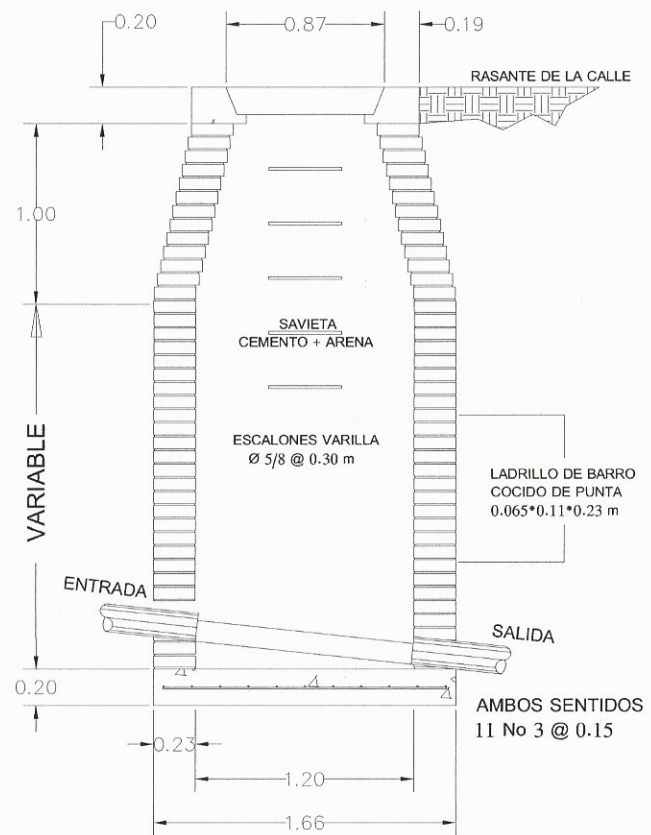 0.20
0.87
0.19
RASANTE DE LA CALLE
1.00
SAVIETA
CEMENTO + ARENA
VARIABLE
ESCALONES VARILLA
Ø 5/8 @ 0.30 m
LADRILLO DE BARRO
COCIDO DE PUNTA
0.065*0.11*0.23 m
ENTRADA
SALIDA
0.20
AMBOS SENTIDOS
11 No 3 @ 0.15
0.23
1.20
1.66